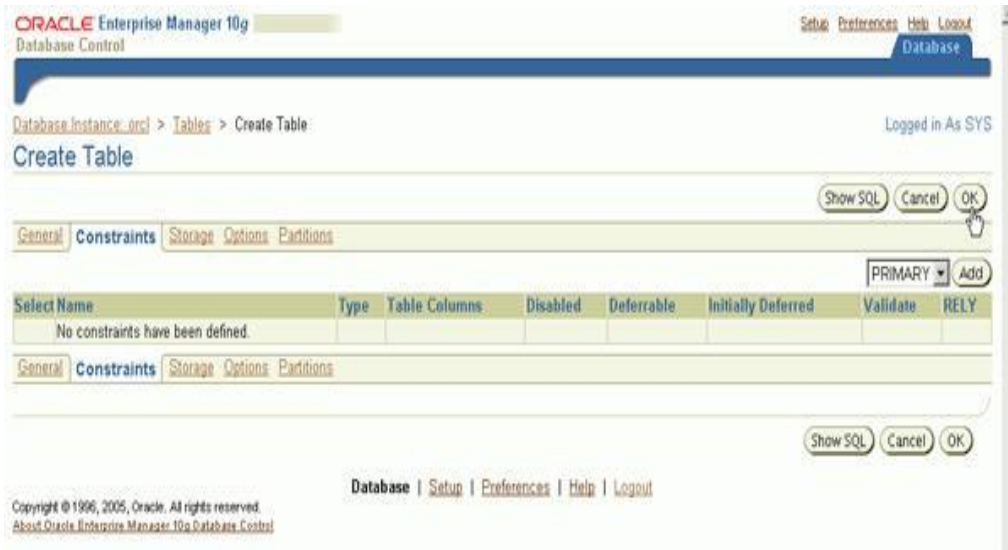 ORACLE Enterprise Manager 10g
Database Control
Setup Preferences Help Logout
Database
Database Instance: orcl > Tables > Create Table
Logged in As SYS
Create Table
Show SQL Cancel OK
General Constraints Storage Options Partitions
PRIMARY Add
Select Name Type Table Columns Disabled Deferrable Initially Deferred Validate RELY
No constraints have been defined.
General Constraints Storage Options Partitions
Show SQL Cancel OK
Database | Setup | Preferences | Help | Logout
Copyright © 1996, 2005, Oracle. All rights reserved.
About Oracle Enterprise Manager 10g Database Control